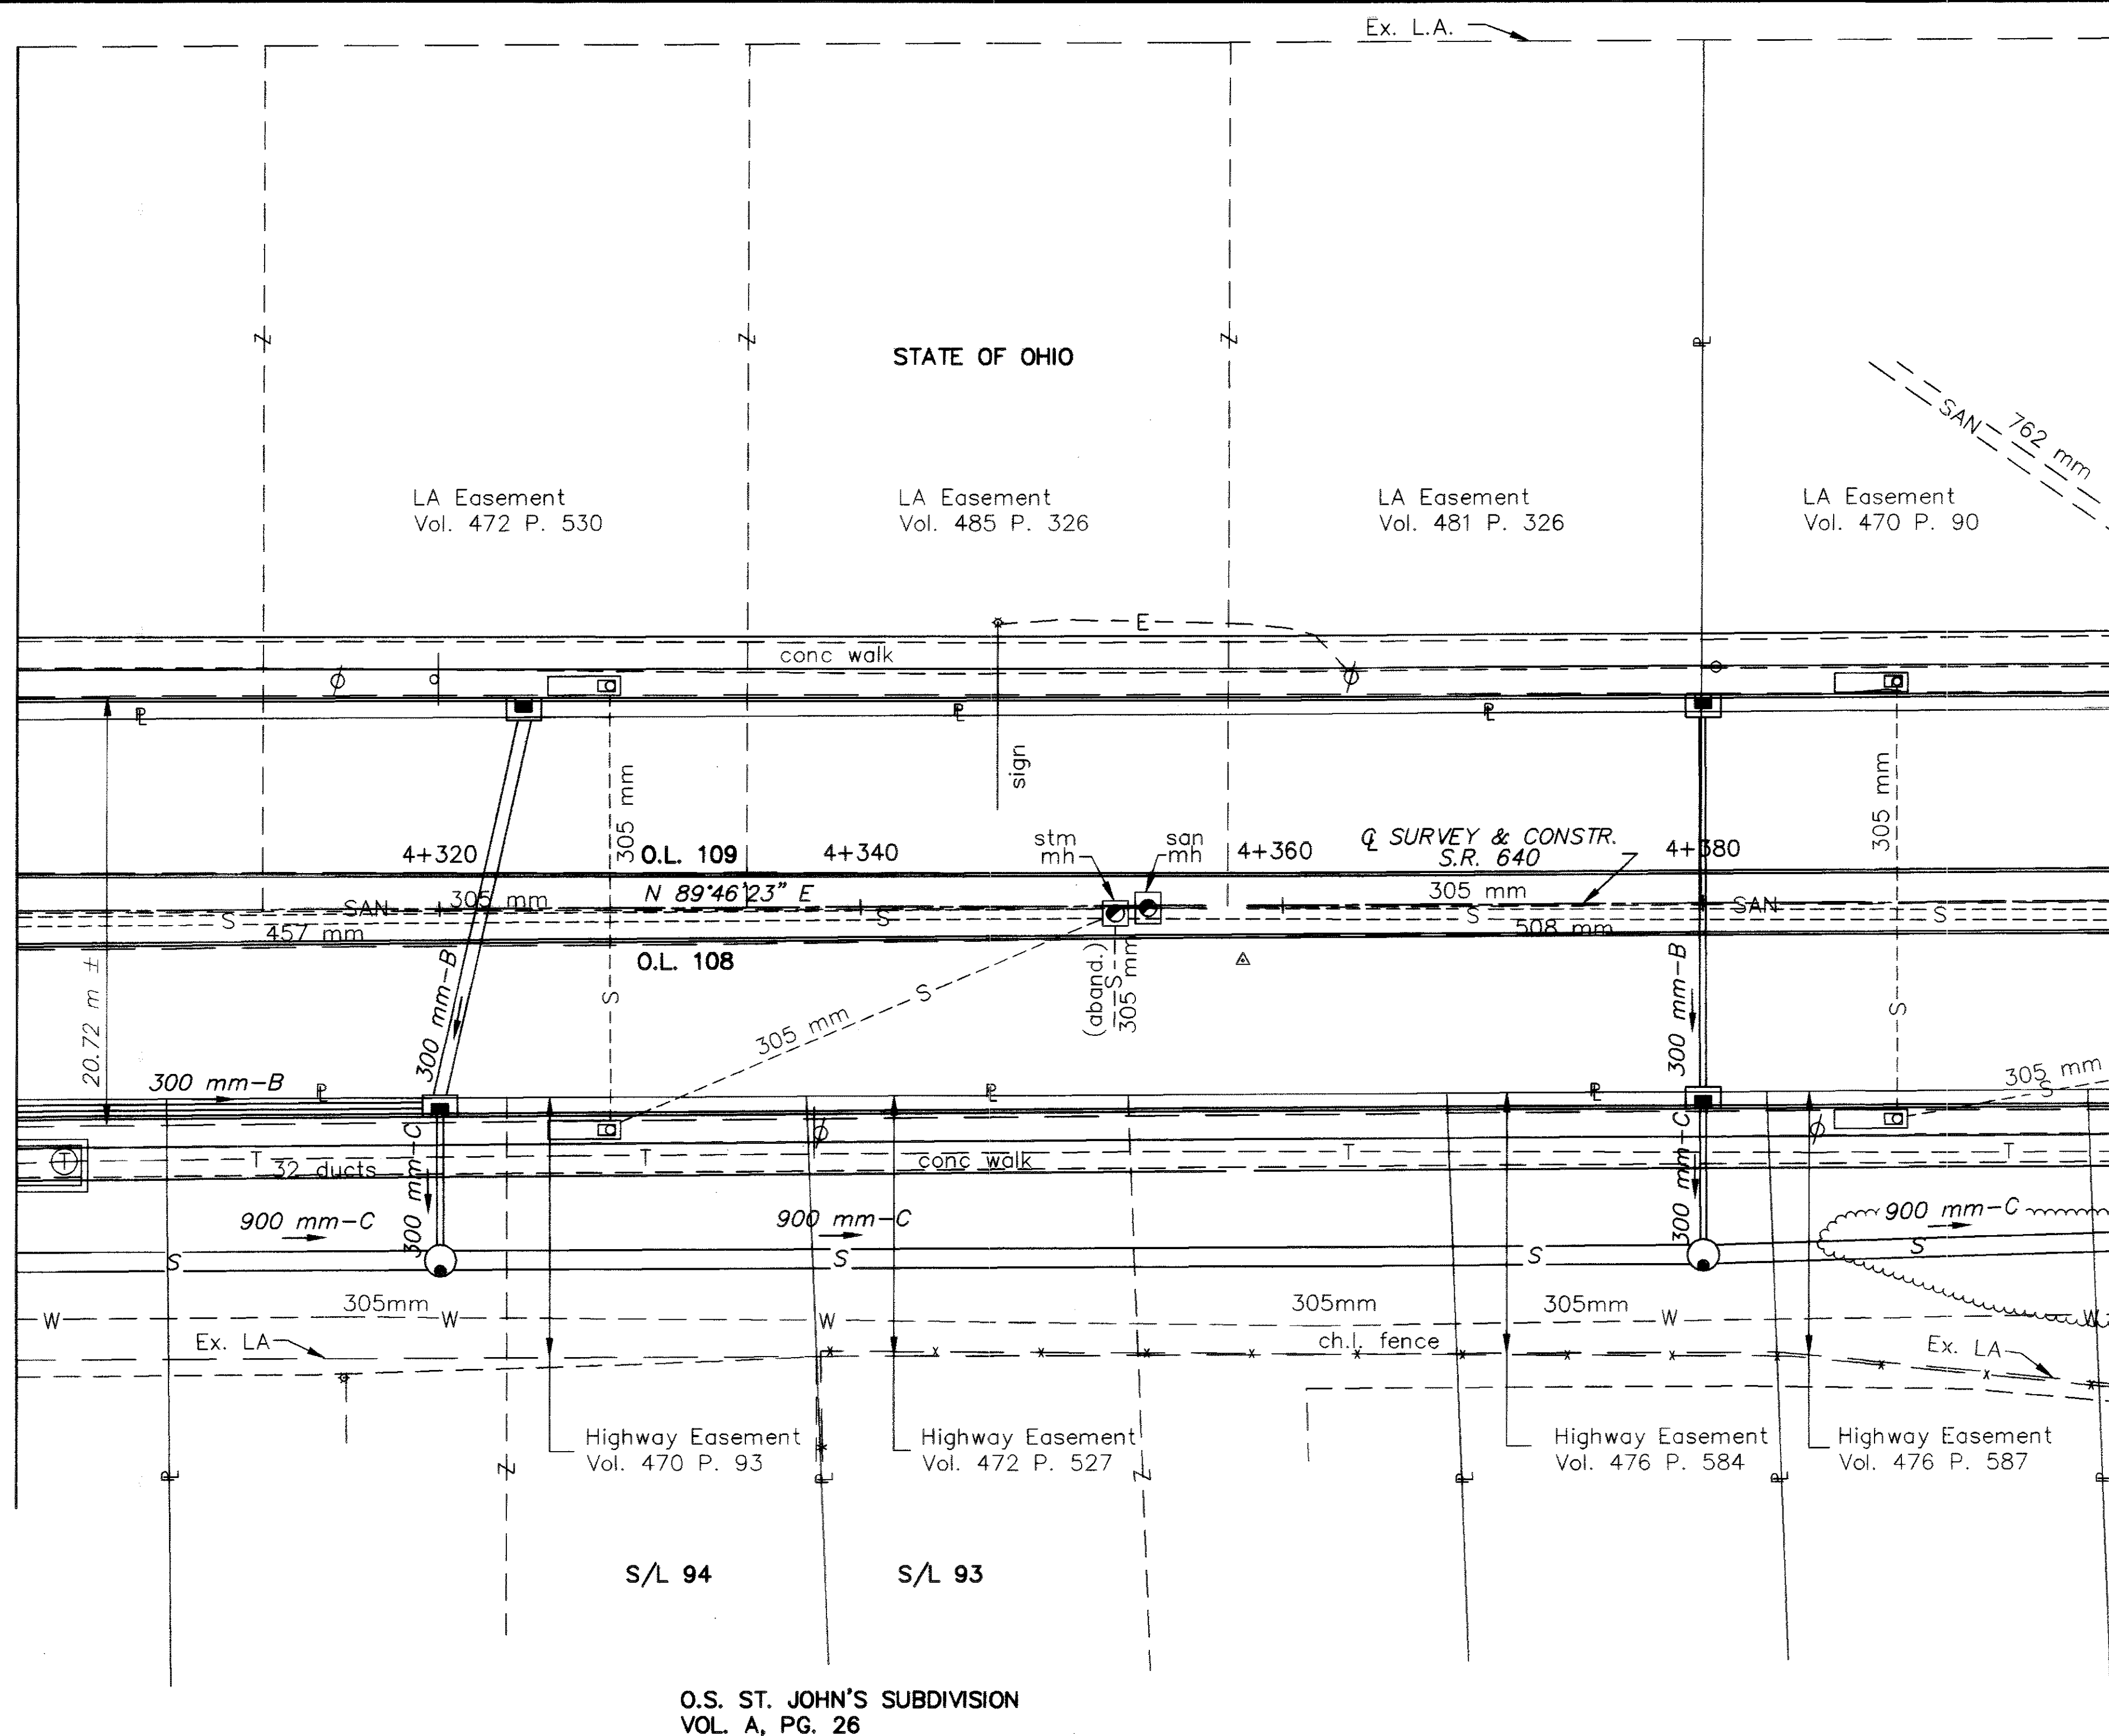 Ex. L.A.
STATE OF OHIO
SAN
762 mm
LA Easement
Vol. 472 P. 530
LA Easement
Vol. 485 P. 326
LA Easement
Vol. 481 P. 326
LA Easement
Vol. 470 P. 90
E
conc walk
sign
305 mm
305 mm
4+320
O.L. 109
4+340
stm
mh
san
mh
4+360
℄ SURVEY & CONSTR.
S.R. 640
4+380
N 89°46'23" E
SAN
305 mm
305 mm
SAN
S
S
S
S
457 mm
508 mm
O.L. 108
20.72 m ±
300 mm-B
S
305 mm
S
(aband.)
S
305 mm
300 mm-B
S
300 mm-B
305 mm
S
T
T
32 ducts
T
conc walk
T
T
300 mm-C
300 mm-C
900 mm-C
900 mm-C
900 mm-C
S
S
S
S
305mm
305mm
305mm
W
W
W
W
W
Ex. LA
ch.l. fence
Ex. LA
Highway Easement
Vol. 470 P. 93
Highway Easement
Vol. 472 P. 527
Highway Easement
Vol. 476 P. 584
Highway Easement
Vol. 476 P. 587
S/L 94
S/L 93
O.S. ST. JOHN'S SUBDIVISION
VOL. A, PG. 26